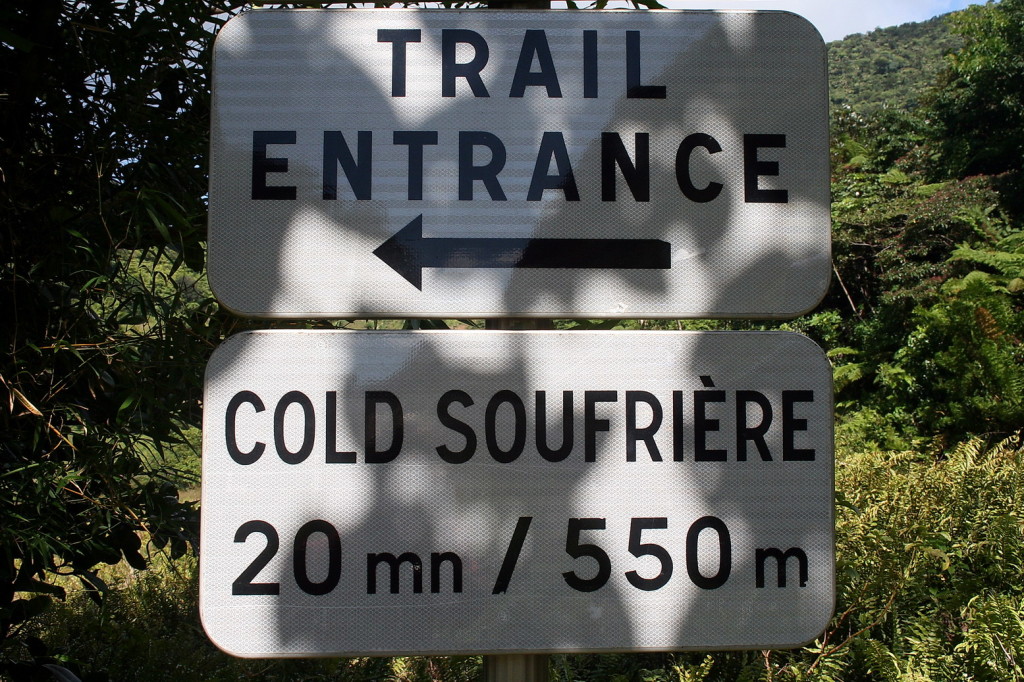 TRAIL
ENTRANCE
COLD SOUFRIÈRE
20 mn / 550 m